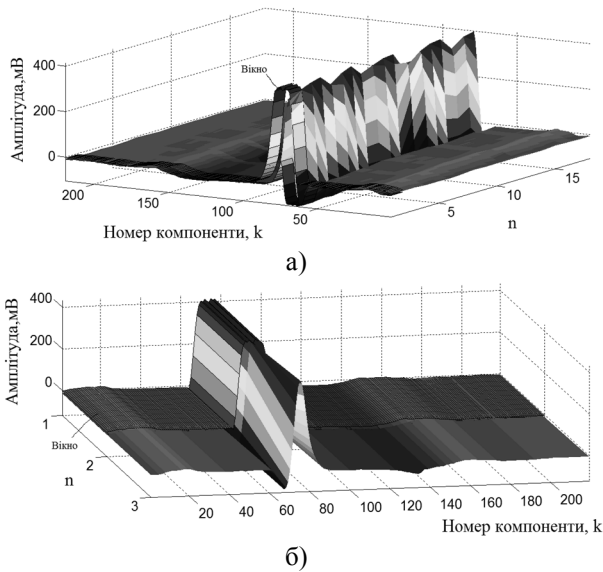 Амплітуда,мВ
400
200
0
Вікно
200
150
100
50
5
10
15
Номер компоненти, k
n
а)
Амплітуда,мВ
400
200
0
1
2
3
Вікно
n
20
40
60
80
100
120
140
160
180
200
Номер компоненти, k
б)